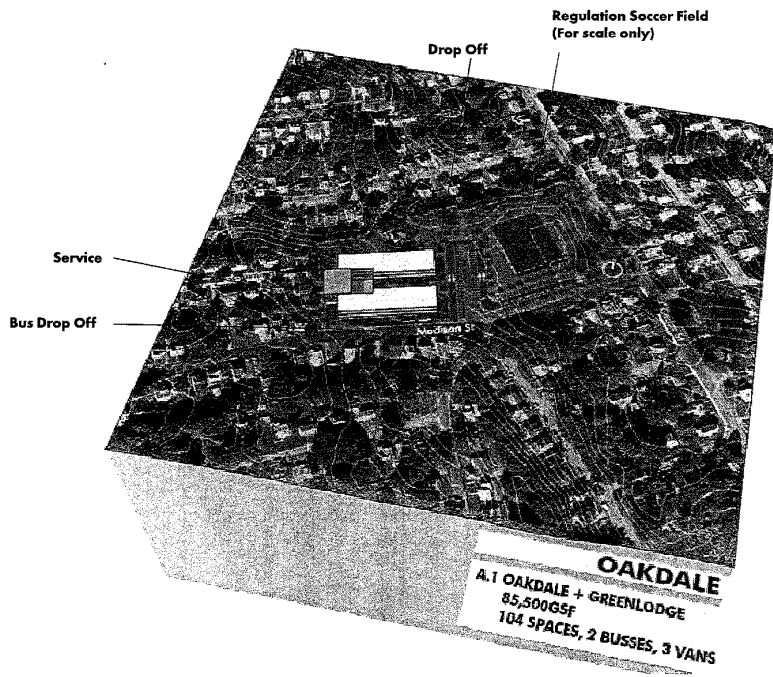 Regulation Soccer Field
(For scale only)
Drop Off
Service
Bus Drop Off
Madison St
OAKDALE
A.1 OAKDALE + GREENLODGE
85,500GSF
104 SPACES, 2 BUSSES, 3 VANS